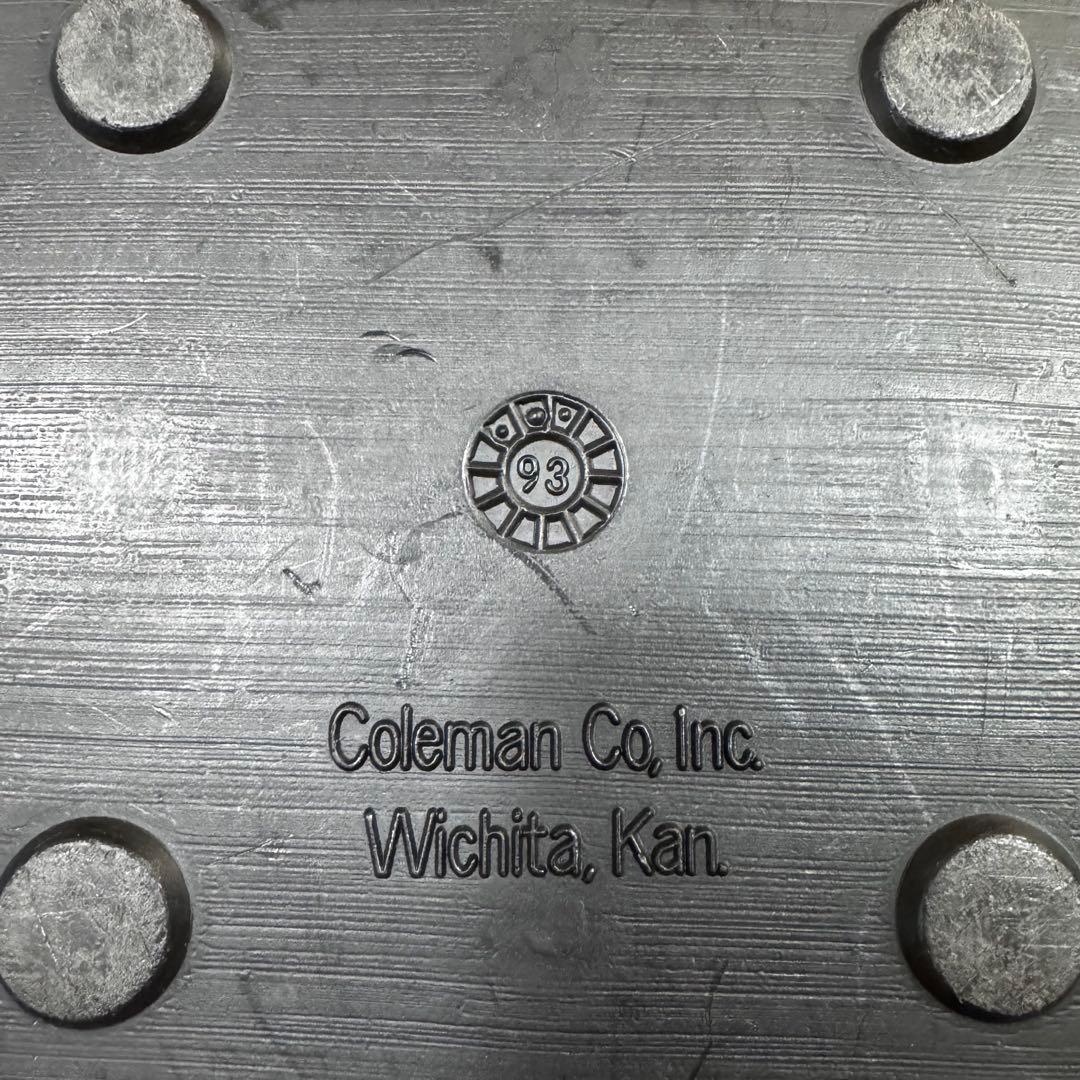 93
Coleman Co, Inc.
Wichita, Kan.